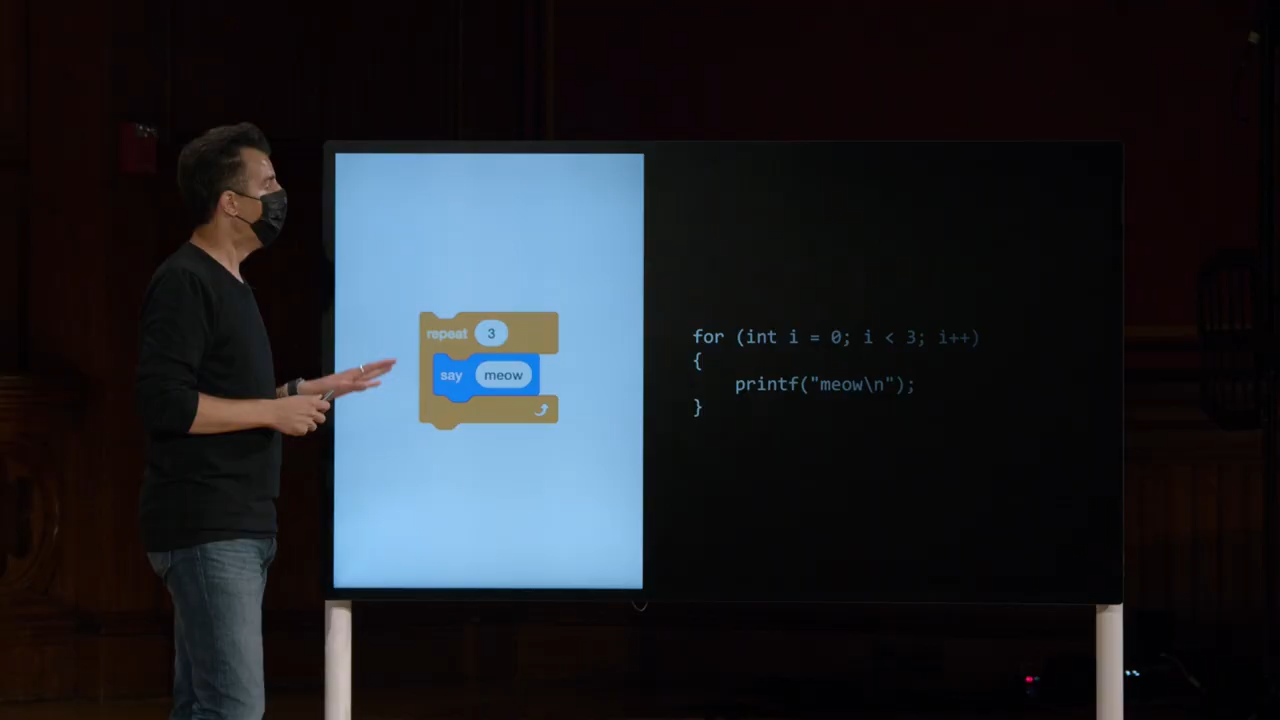 repeat 3
say meow
for (int i = 0; i < 3; i++)
{
    printf("meow\n");
}